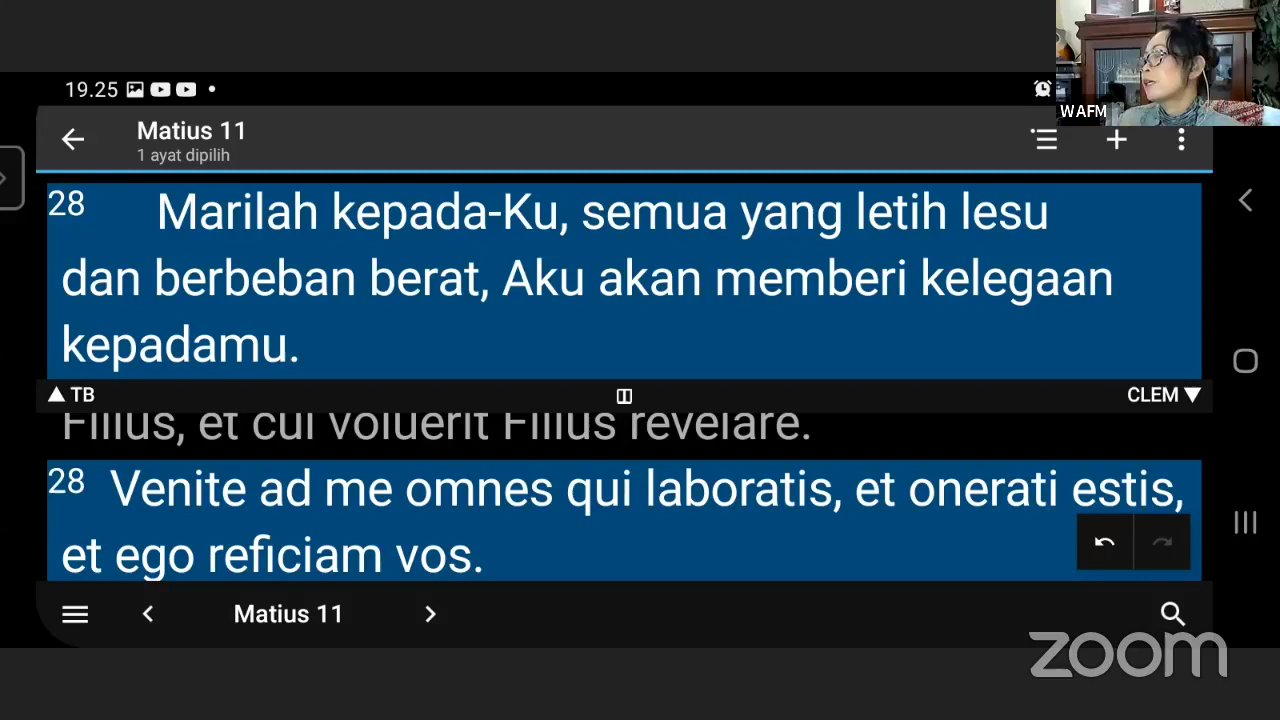 19.25
WAFM
Matius 11
1 ayat dipilih
28 Marilah kepada-Ku, semua yang letih lesu
dan berbeban berat, Aku akan memberi kelegaan
kepadamu.
TB
CLEM
Filius, et cui voluerit Filius revelare.
28 Venite ad me omnes qui laboratis, et onerati estis,
et ego reficiam vos.
Matius 11
zoom